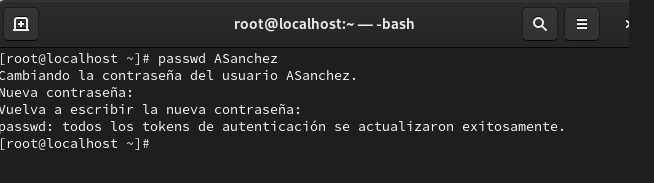 root@localhost:~ — -bash
[root@localhost ~]# passwd ASanchez
Cambiando la contraseña del usuario ASanchez.
Nueva contraseña:
Vuelva a escribir la nueva contraseña:
passwd: todos los tokens de autenticación se actualizaron exitosamente.
[root@localhost ~]#